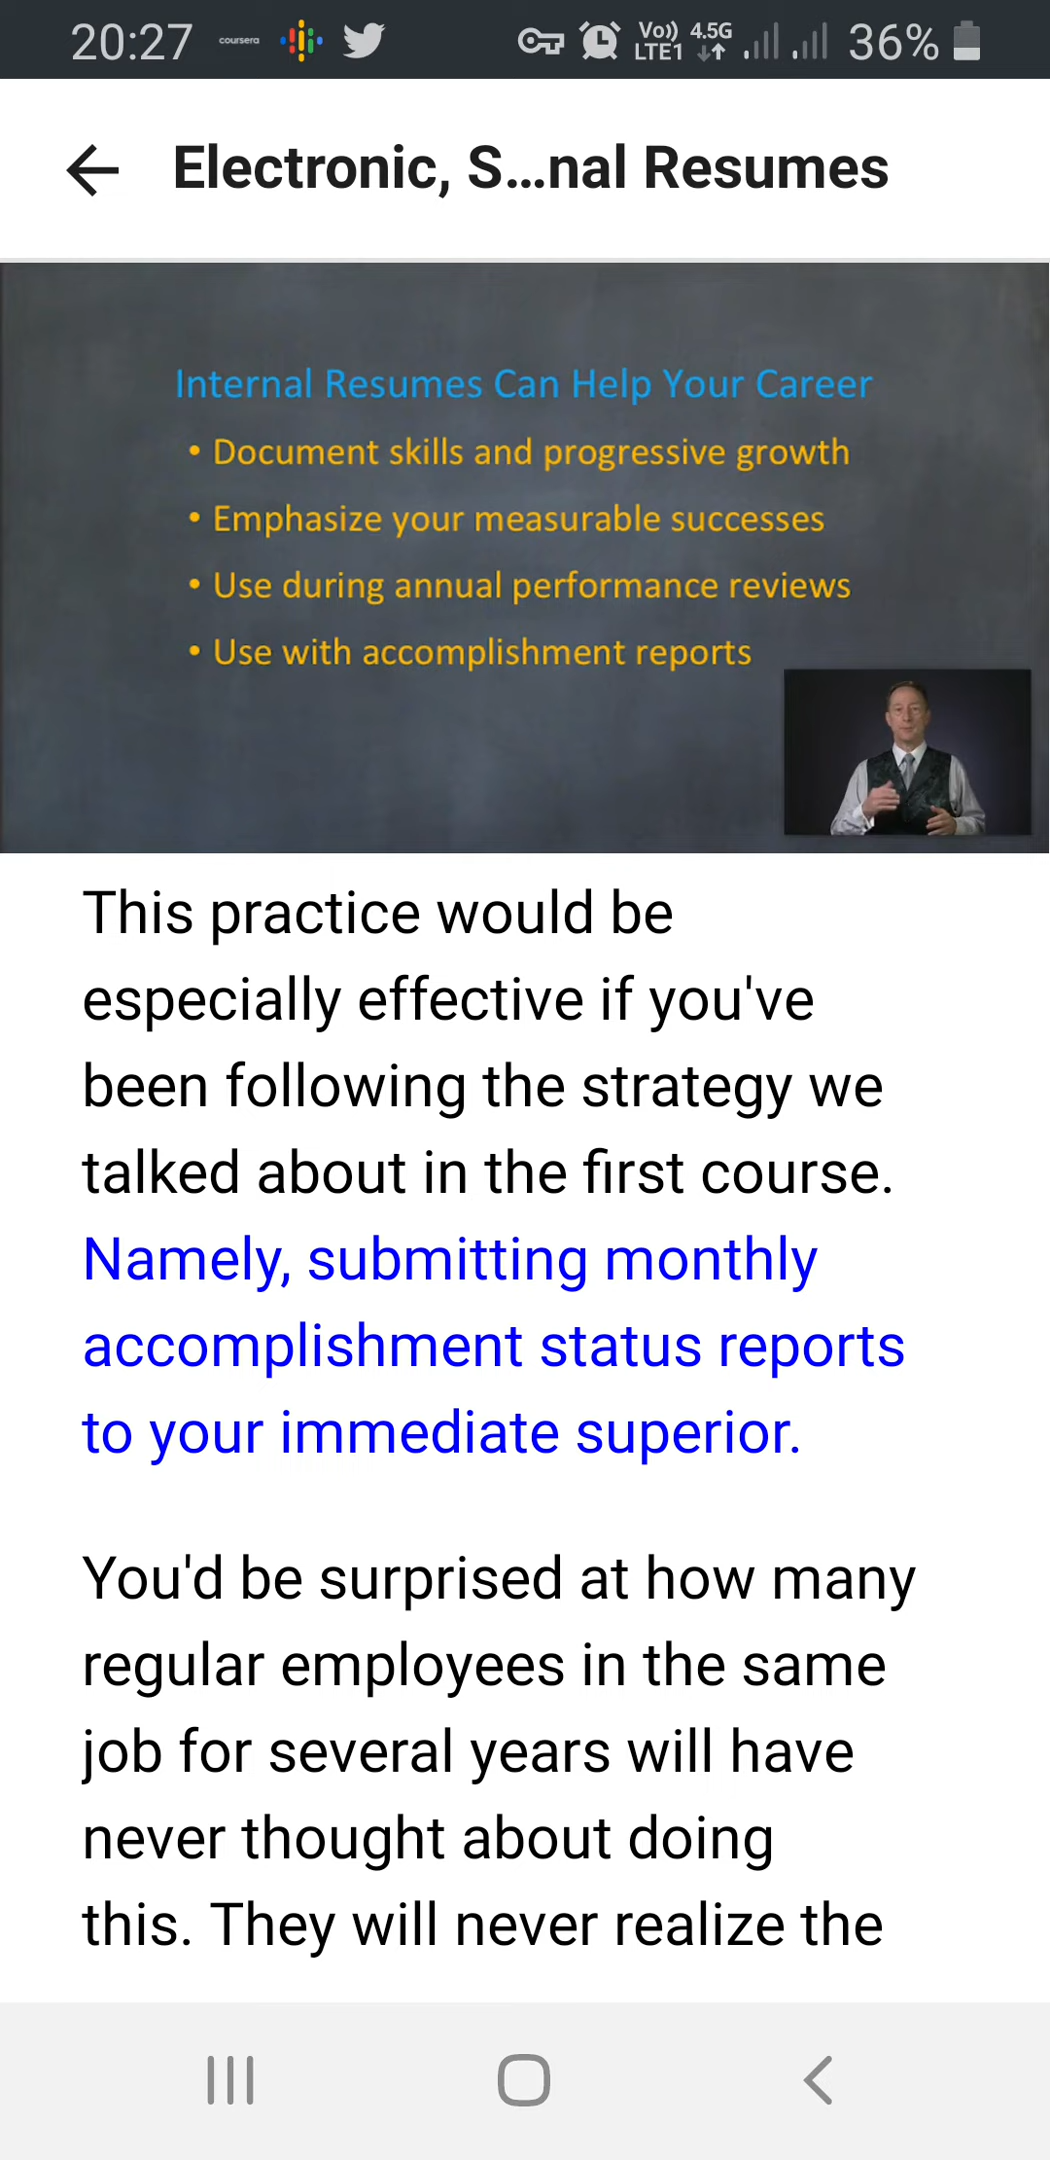 20:27 coursera Vo)) LTE1 4.5G 36%
Electronic, S...nal Resumes
Internal Resumes Can Help Your Career
• Document skills and progressive growth
• Emphasize your measurable successes
• Use during annual performance reviews
• Use with accomplishment reports
This practice would be
especially effective if you've
been following the strategy we
talked about in the first course.
Namely, submitting monthly
accomplishment status reports
to your immediate superior.
You'd be surprised at how many
regular employees in the same
job for several years will have
never thought about doing
this. They will never realize the